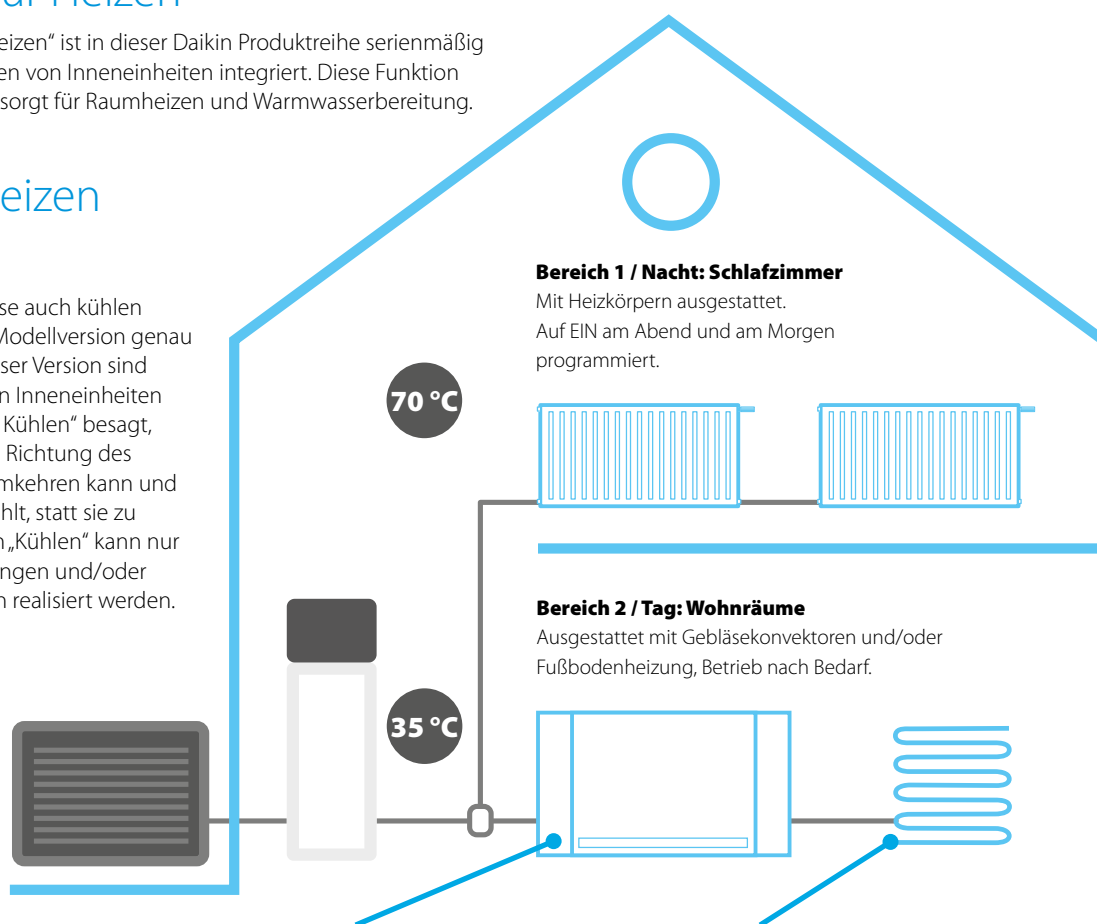 Heizen
eizen“ ist in dieser Daikin Produktreihe serienmäßig
en von Inneneinheiten integriert. Diese Funktion
sorgt für Raumheizen und Warmwasserbereitung.
eizen
se auch kühlen
Modellversion genau
ser Version sind
n Inneneinheiten
Kühlen“ besagt,
Richtung des
mkehren kann und
hlt, statt sie zu
n „Kühlen“ kann nur
ngen und/oder
n realisiert werden.
Bereich 1 / Nacht: Schlafzimmer
Mit Heizkörpern ausgestattet.
Auf EIN am Abend und am Morgen
programmiert.
70 °C
Bereich 2 / Tag: Wohnräume
Ausgestattet mit Gebläsekonvektoren und/oder
Fußbodenheizung, Betrieb nach Bedarf.
35 °C